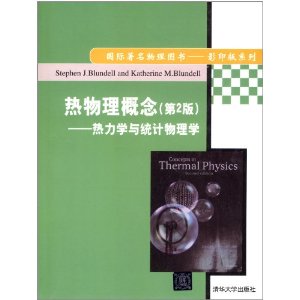 国际著名物理图书——影印版系列
Stephen J.Blundell and Katherine M.Blundell
热物理概念(第2版)
——热力学与统计物理学
Concepts in
Thermal Physics
SECOND EDITION
清华大学出版社